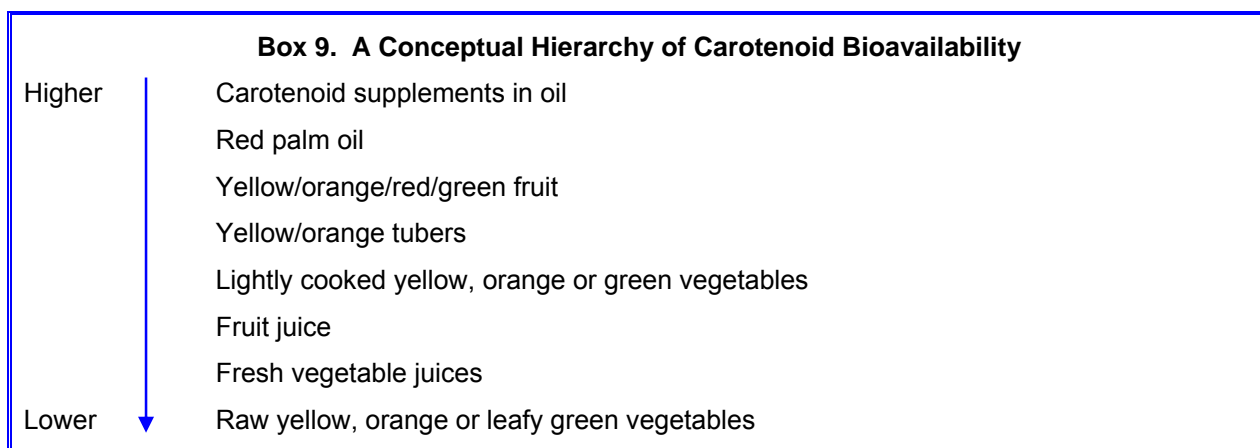 Box 9. A Conceptual Hierarchy of Carotenoid Bioavailability
Higher Carotenoid supplements in oil
Red palm oil
Yellow/orange/red/green fruit
Yellow/orange tubers
Lightly cooked yellow, orange or green vegetables
Fruit juice
Fresh vegetable juices
Lower Raw yellow, orange or leafy green vegetables